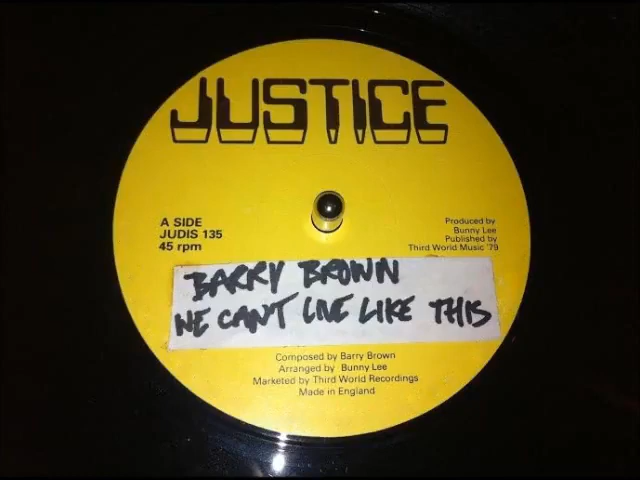 JUSTICE
A SIDE
JUDIS 135
45 rpm
Produced by
Bunny Lee
Published by
Third World Music '79
BARRY BROWN
WE CAN'T LIVE LIKE THIS
Composed by Barry Brown
Arranged by Bunny Lee
Marketed by Third World Recordings
Made in England